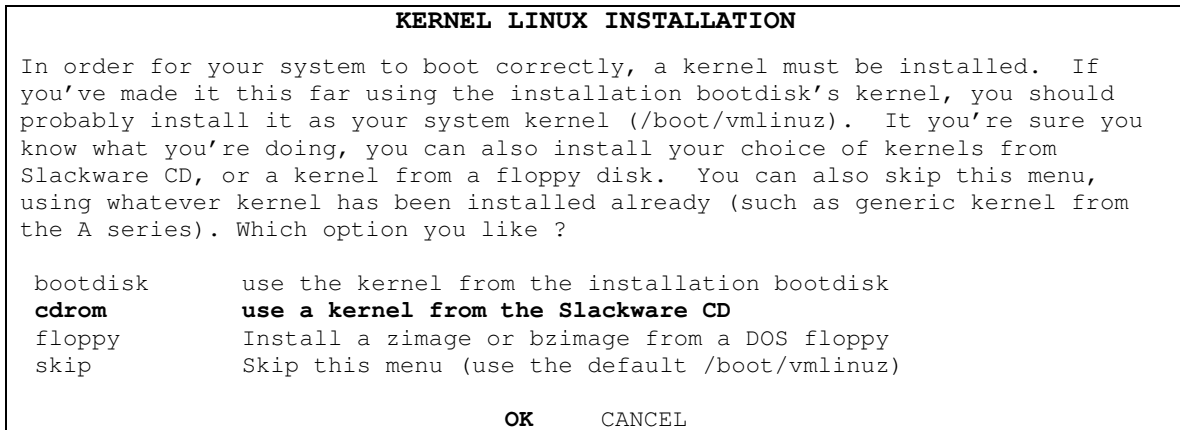 KERNEL LINUX INSTALLATION
In order for your system to boot correctly, a kernel must be installed. If
you've made it this far using the installation bootdisk's kernel, you should
probably install it as your system kernel (/boot/vmlinuz). It you're sure you
know what you're doing, you can also install your choice of kernels from
Slackware CD, or a kernel from a floppy disk. You can also skip this menu,
using whatever kernel has been installed already (such as generic kernel from
the A series). Which option you like ?
bootdisk use the kernel from the installation bootdisk
cdrom use a kernel from the Slackware CD
floppy Install a zimage or bzimage from a DOS floppy
skip Skip this menu (use the default /boot/vmlinuz)
OK CANCEL